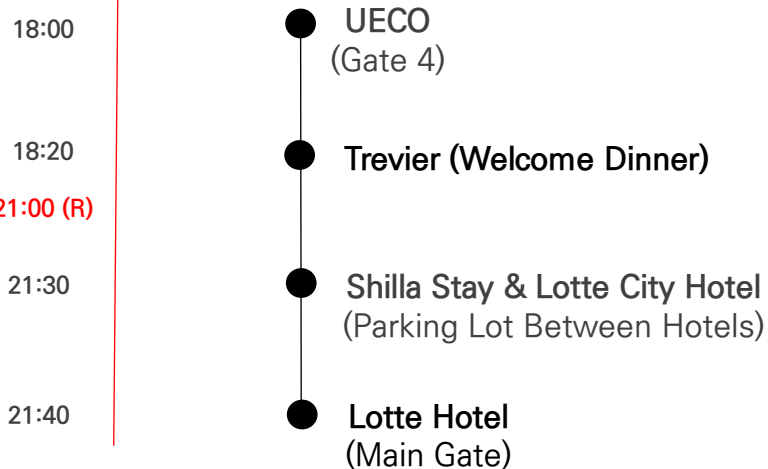 18:00
UECO
(Gate 4)
18:20
Trevier (Welcome Dinner)
21:00 (R)
21:30
Shilla Stay & Lotte City Hotel
(Parking Lot Between Hotels)
21:40
Lotte Hotel
(Main Gate)